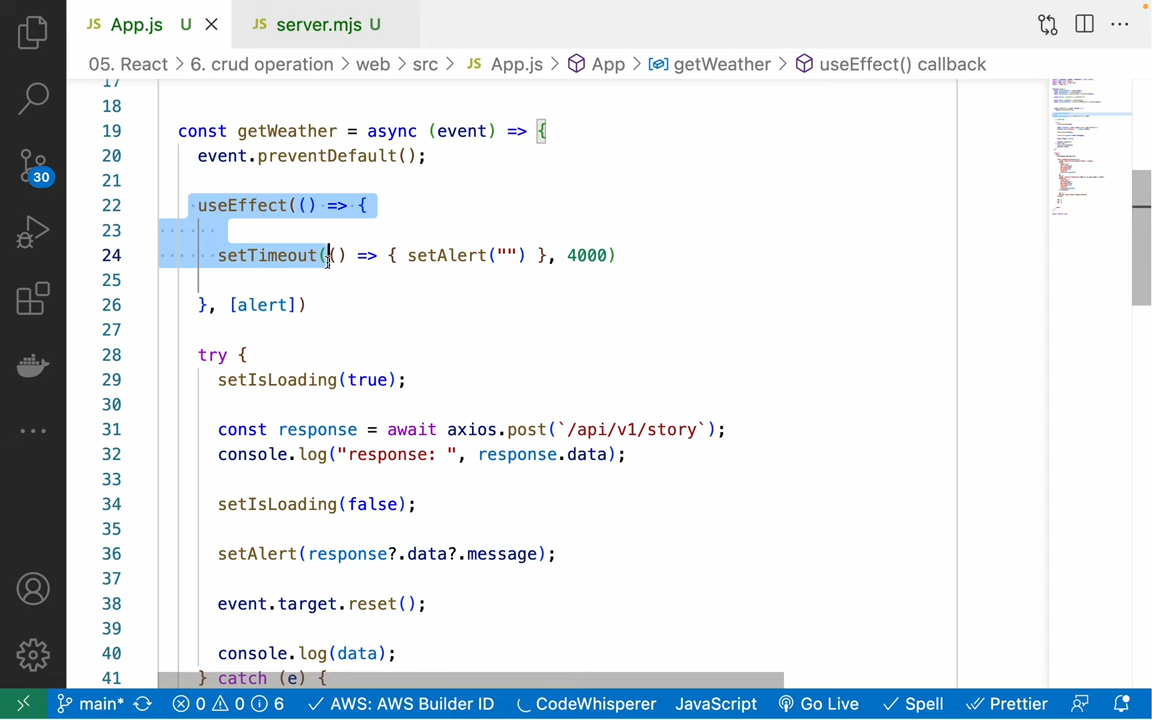 JS App.js U
JS server.mjs U
05. React > 6. crud operation > web > src > JS App.js > App > getWeather > useEffect() callback
17
18
19 const getWeather = async (event) => {
20 event.preventDefault();
21
22 useEffect(() => {
23
24 setTimeout(() => { setAlert("") }, 4000)
25
26 }, [alert])
27
28 try {
29 setIsLoading(true);
30
31 const response = await axios.post(`/api/v1/story`);
32 console.log("response: ", response.data);
33
34 setIsLoading(false);
35
36 setAlert(response?.data?.message);
37
38 event.target.reset();
39
40 console.log(data);
41 } catch (e) {
30
main* 0 0 6 AWS: AWS Builder ID CodeWhisperer JavaScript Go Live Spell Prettier